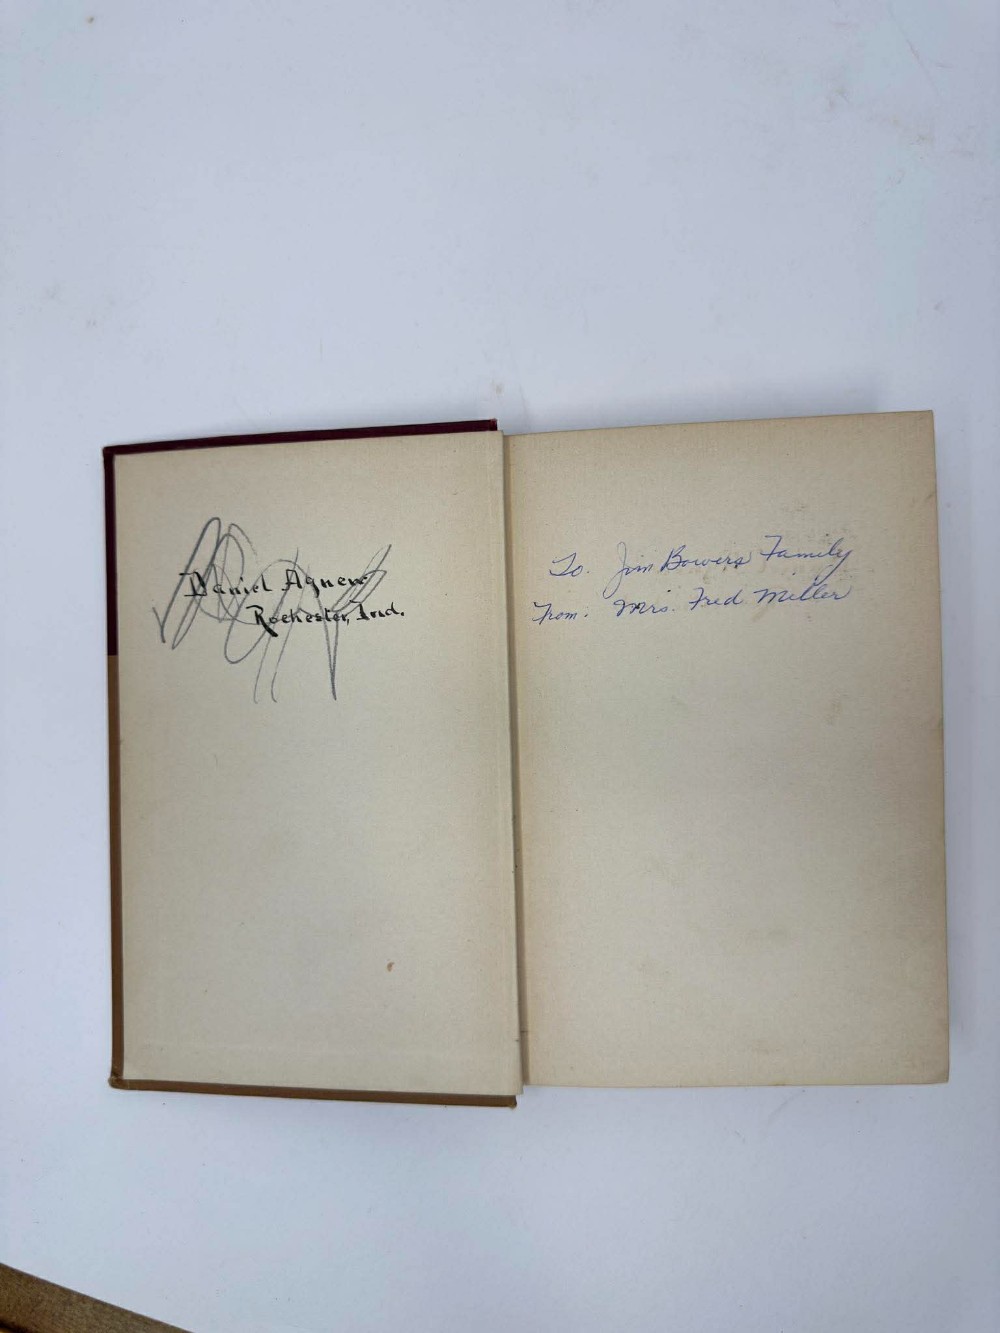 Daniel Agnew
Rochester, Ind.
To. Jim Bowers Family
From. Mrs. Fred Miller